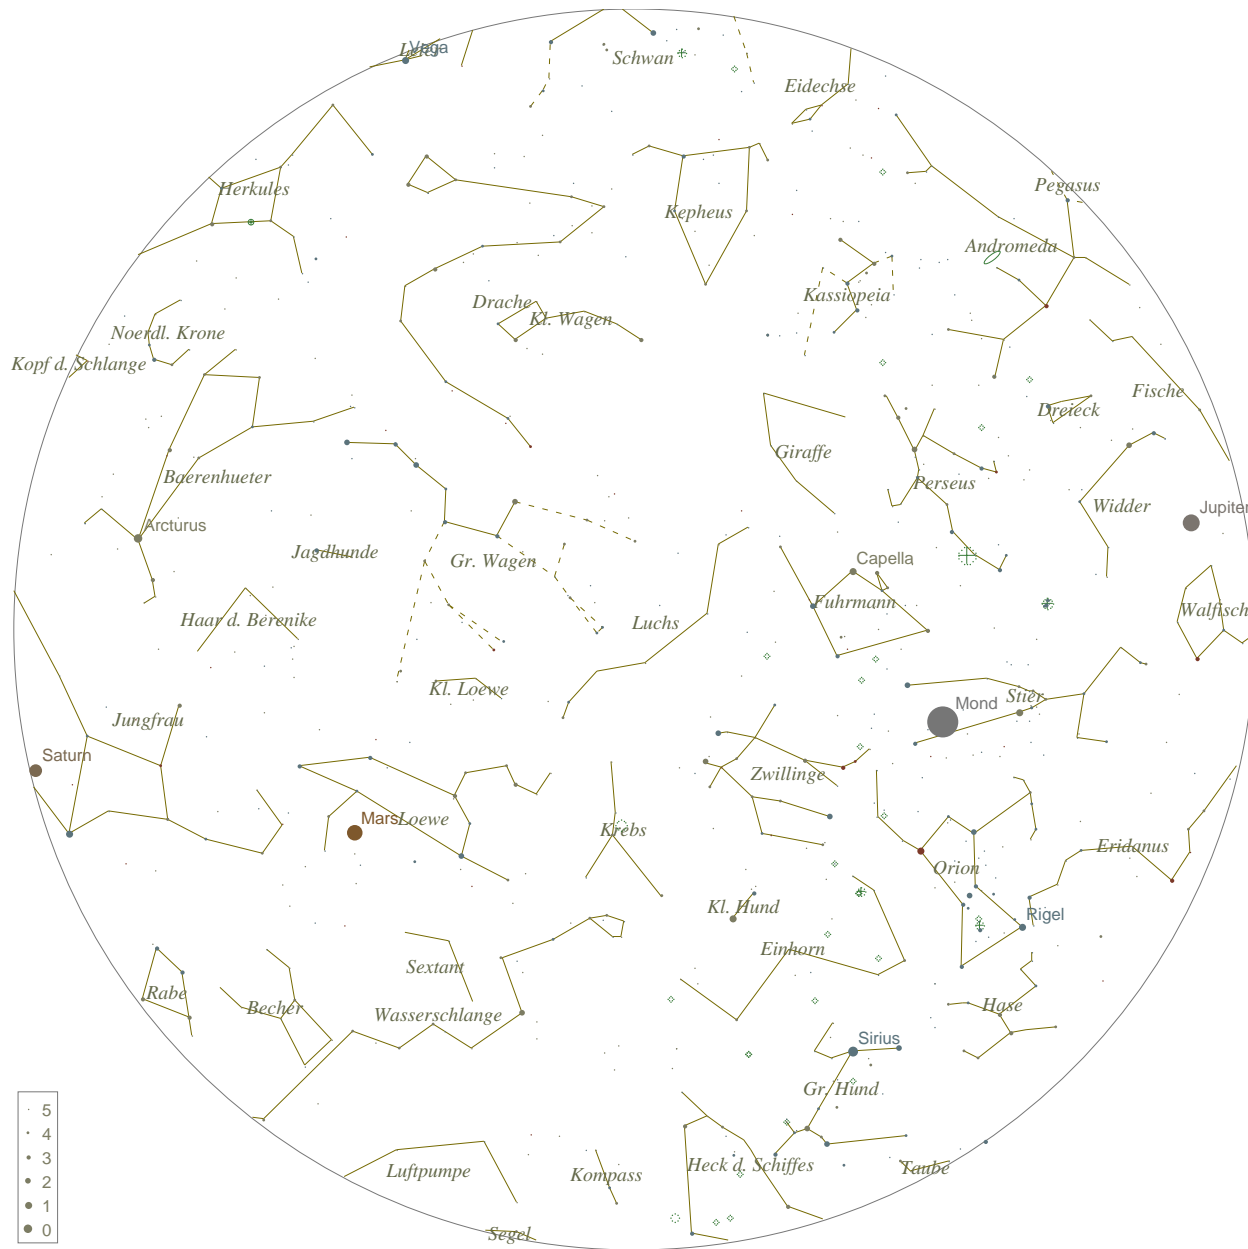 Leier
Vega
Schwan
Eidechse
Herkules
Kepheus
Pegasus
Andromeda
Kassiopeia
Drache
Kl. Wagen
Noerdl. Krone
Kopf d. Schlange
Fische
Dreieck
Giraffe
Baerenhueter
Perseus
Widder
Jupiter
Arcturus
Jagdhunde
Gr. Wagen
Capella
Fuhrmann
Walfisch
Haar d. Berenike
Luchs
Kl. Loewe
Stier
Mond
Jungfrau
Saturn
Zwillinge
Mars
Loewe
Krebs
Eridanus
Orion
Kl. Hund
Rigel
Einhorn
Sextant
Rabe
Becher
Wasserschlange
Hase
Sirius
Gr. Hund
Luftpumpe
Kompass
Heck d. Schiffes
Taube
Segel
5
4
3
2
1
0